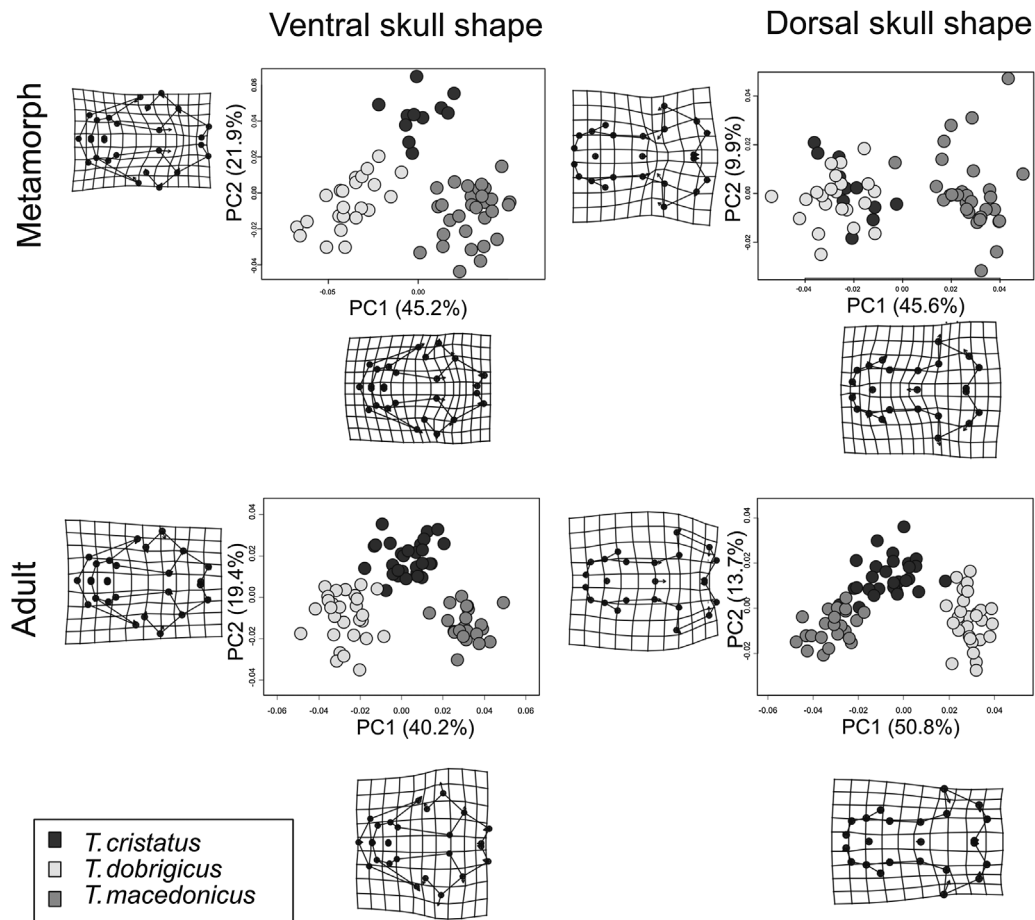 Ventral skull shape
Dorsal skull shape
Metamorph
PC2 (21.9%)
-0.04 -0.02 0.00 0.02 0.04 0.06
-0.05 0.00
PC1 (45.2%)
PC2 (9.9%)
-0.02 0.00 0.02 0.04
-0.04 -0.02 0.00 0.02 0.04
PC1 (45.6%)
Adult
PC2 (19.4%)
-0.04 -0.02 0.00 0.02 0.04
-0.06 -0.04 -0.02 0.00 0.02 0.04 0.06
PC1 (40.2%)
PC2 (13.7%)
-0.04 -0.02 0.00 0.02 0.04
-0.06 -0.04 -0.02 0.00 0.02 0.04
PC1 (50.8%)
T. cristatus
T. dobrigicus
T. macedonicus